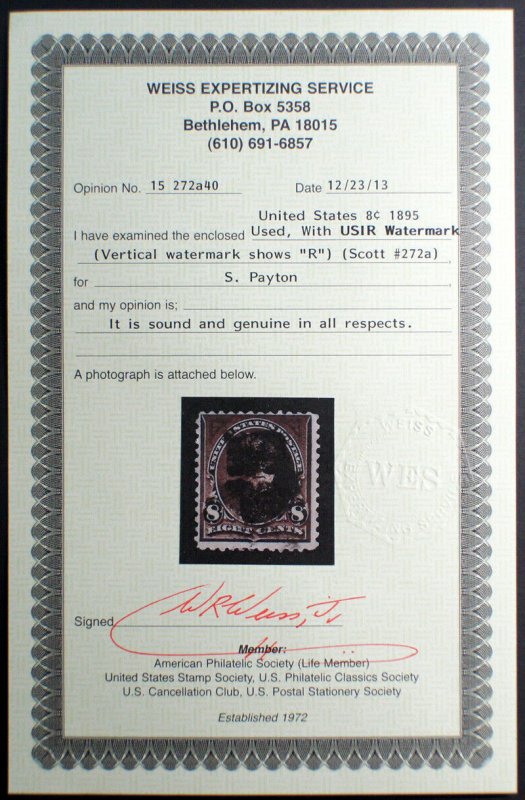 WEISS EXPERTIZING SERVICE
P.O. Box 5358
Bethlehem, PA 18015
(610) 691-6857
Opinion No. 15 272a40 Date 12/23/13
United States 8¢ 1895
I have examined the enclosed Used, With USIR Watermark
(Vertical watermark shows "R") (Scott #272a)
for S. Payton
and my opinion is;
It is sound and genuine in all respects.
A photograph is attached below.
UNITED STATES POSTAGE
8 8
EIGHT CENTS
WEISS
WES
Signed WRWeiss, Jr
Member:
American Philatelic Society (Life Member)
United States Stamp Society, U.S. Philatelic Classics Society
U.S. Cancellation Club, U.S. Postal Stationery Society
Established 1972